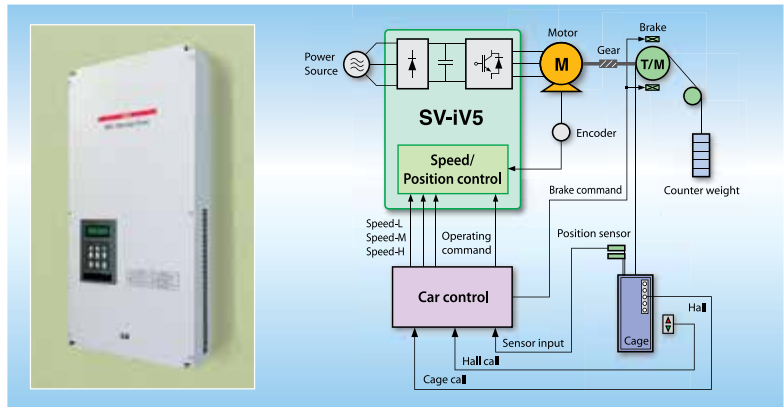 Power
Source
SV-iV5
Speed/
Position control
Motor
M
Gear
Brake
T/M
Encoder
Counter weight
Brake command
Speed-L
Speed-M
Speed-H
Operating
command
Position sensor
Car control
Cage
Hall
Sensor input
Hall call
Cage call